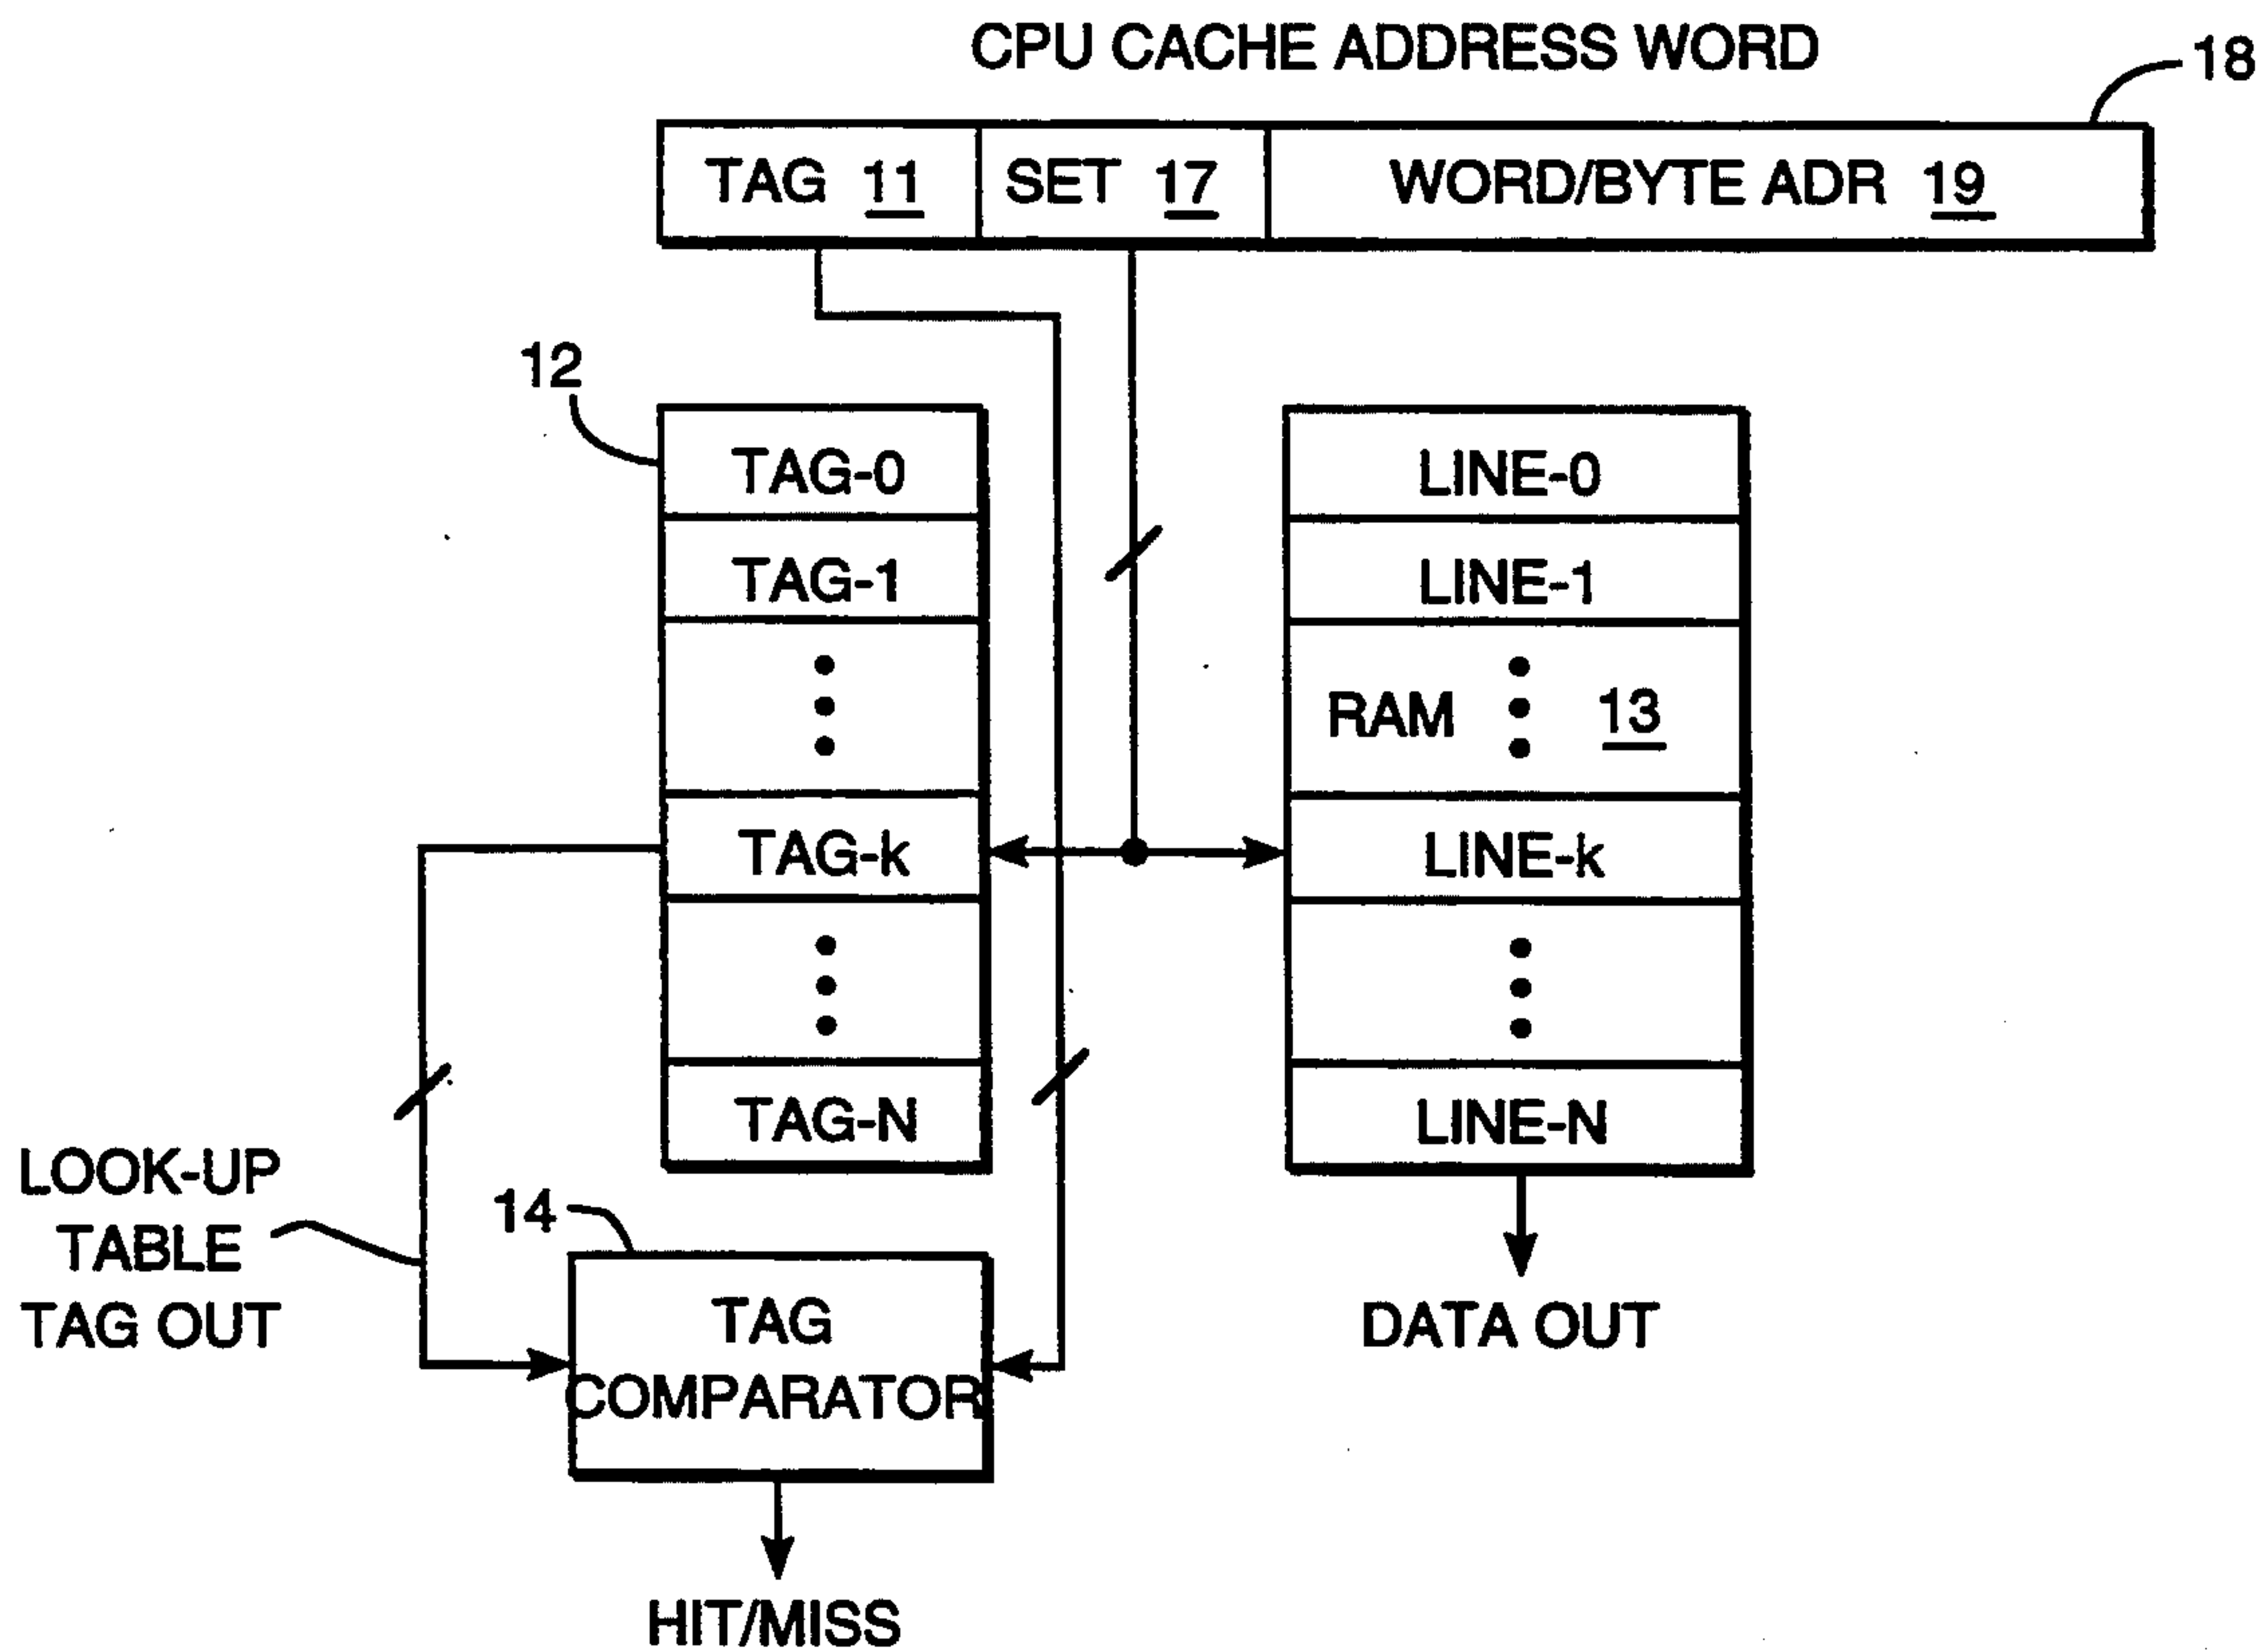 CPU CACHE ADDRESS WORD
18
TAG 11
SET 17
WORD/BYTE ADR 19
12
TAG-0
TAG-1
TAG-k
TAG-N
LINE-0
LINE-1
RAM 13
LINE-k
LINE-N
LOOK-UP
TABLE
TAG OUT
14
TAG
COMPARATOR
DATA OUT
HIT/MISS